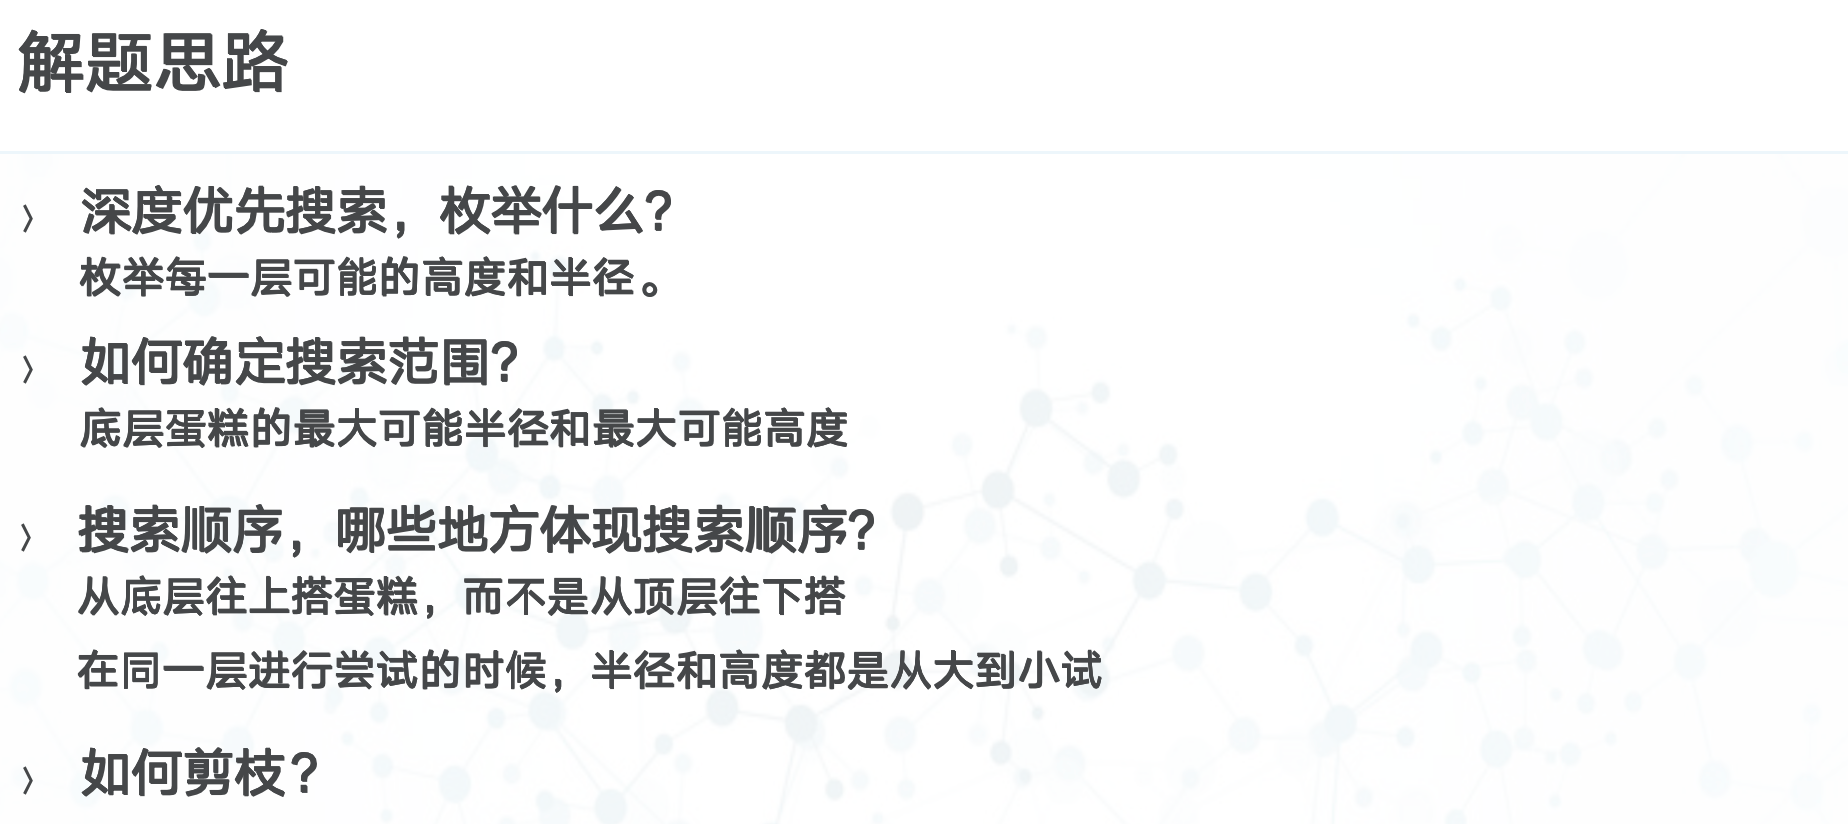 解题思路
› 深度优先搜索，枚举什么?
枚举每一层可能的高度和半径。
› 如何确定搜索范围?
底层蛋糕的最大可能半径和最大可能高度
› 搜索顺序，哪些地方体现搜索顺序?
从底层往上搭蛋糕，而不是从顶层往下搭
在同一层进行尝试的时候，半径和高度都是从大到小试
› 如何剪枝？